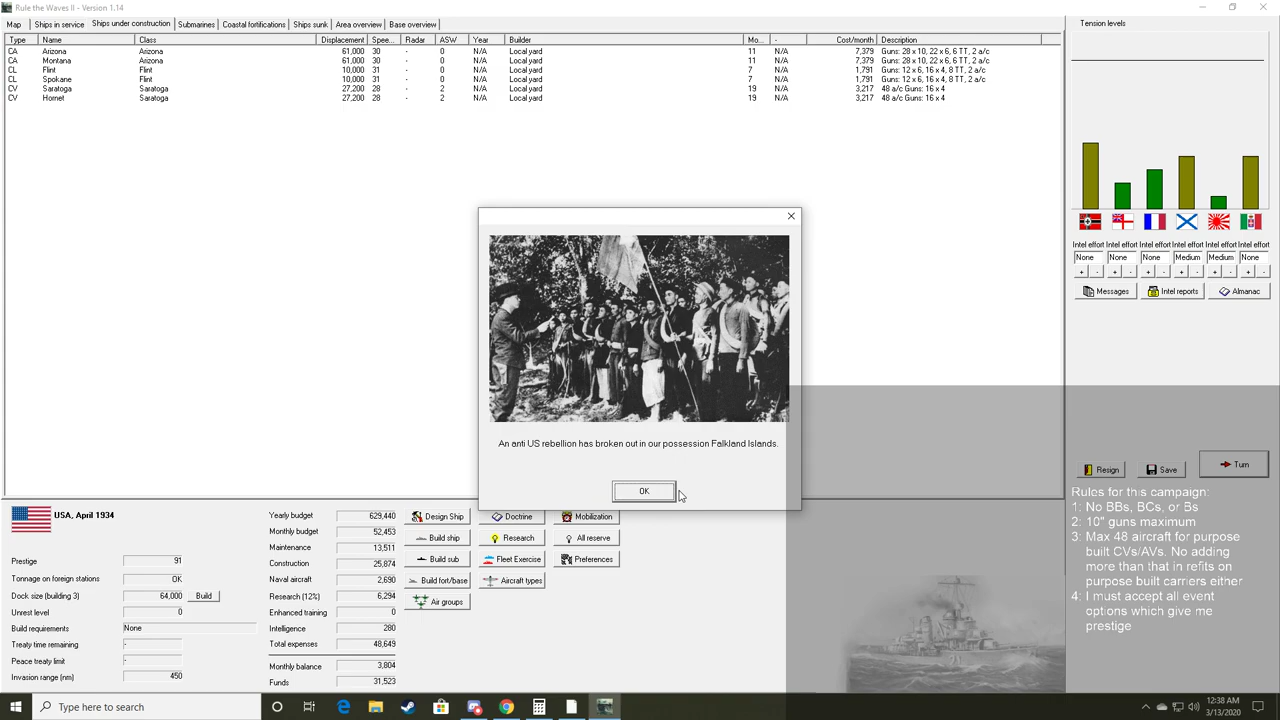 Rule the Waves II - Version 1.14
Map Ships in service Ships under construction Submarines Coastal fortifications Ships sunk Area overview Base overview
Type Name Class Displacement Spee... Radar ASW Year Builder Mo... - Cost/month Description
CA Arizona Arizona 61,000 30 - 0 N/A Local yard 11 N/A 7,379 Guns: 28 x 10, 22 x 6, 6 TT, 2 a/c
CA Montana Arizona 61,000 30 - 0 N/A Local yard 11 N/A 7,379 Guns: 28 x 10, 22 x 6, 6 TT, 2 a/c
CL Flint Flint 10,000 31 - 0 N/A Local yard 7 N/A 1,791 Guns: 12 x 6, 16 x 4, 8 TT, 2 a/c
CL Spokane Flint 10,000 31 - 0 N/A Local yard 7 N/A 1,791 Guns: 12 x 6, 16 x 4, 8 TT, 2 a/c
CV Saratoga Saratoga 27,200 28 - 2 N/A Local yard 19 N/A 3,217 48 a/c Guns: 16 x 4
CV Hornet Saratoga 27,200 28 - 2 N/A Local yard 19 N/A 3,217 48 a/c Guns: 16 x 4
Tension levels
Intel effort Intel effort Intel effort Intel effort Intel effort Intel effort
None None None Medium Medium None
+ - + - + - + - + - + -
Messages Intel reports Almanac
An anti US rebellion has broken out in our possession Falkland Islands.
OK
Resign Save Turn
Rules for this campaign:
1: No BBs, BCs, or Bs
2: 10" guns maximum
3: Max 48 aircraft for purpose
built CVs/AVs. No adding
more than that in refits on
purpose built carriers either
4: I must accept all event
options which give me
prestige
USA, April 1934
Prestige 91
Tonnage on foreign stations OK
Dock size (building 3) 64,000 Build
Unrest level 0
Build requirements None
Treaty time remaining -
Peace treaty limit -
Invasion range (nm) 450
Yearly budget 629,440
Monthly budget 52,453
Maintenance 13,511
Construction 25,874
Naval aircraft 2,690
Research (12%) 6,294
Enhanced training 0
Intelligence 280
Total expenses 48,649
Monthly balance 3,804
Funds 31,523
Design Ship Doctrine Mobilization
Build ship Research All reserve
Build sub Fleet Exercise Preferences
Build fort/base Aircraft types
Air groups
Type here to search
12:38 AM
3/13/2020